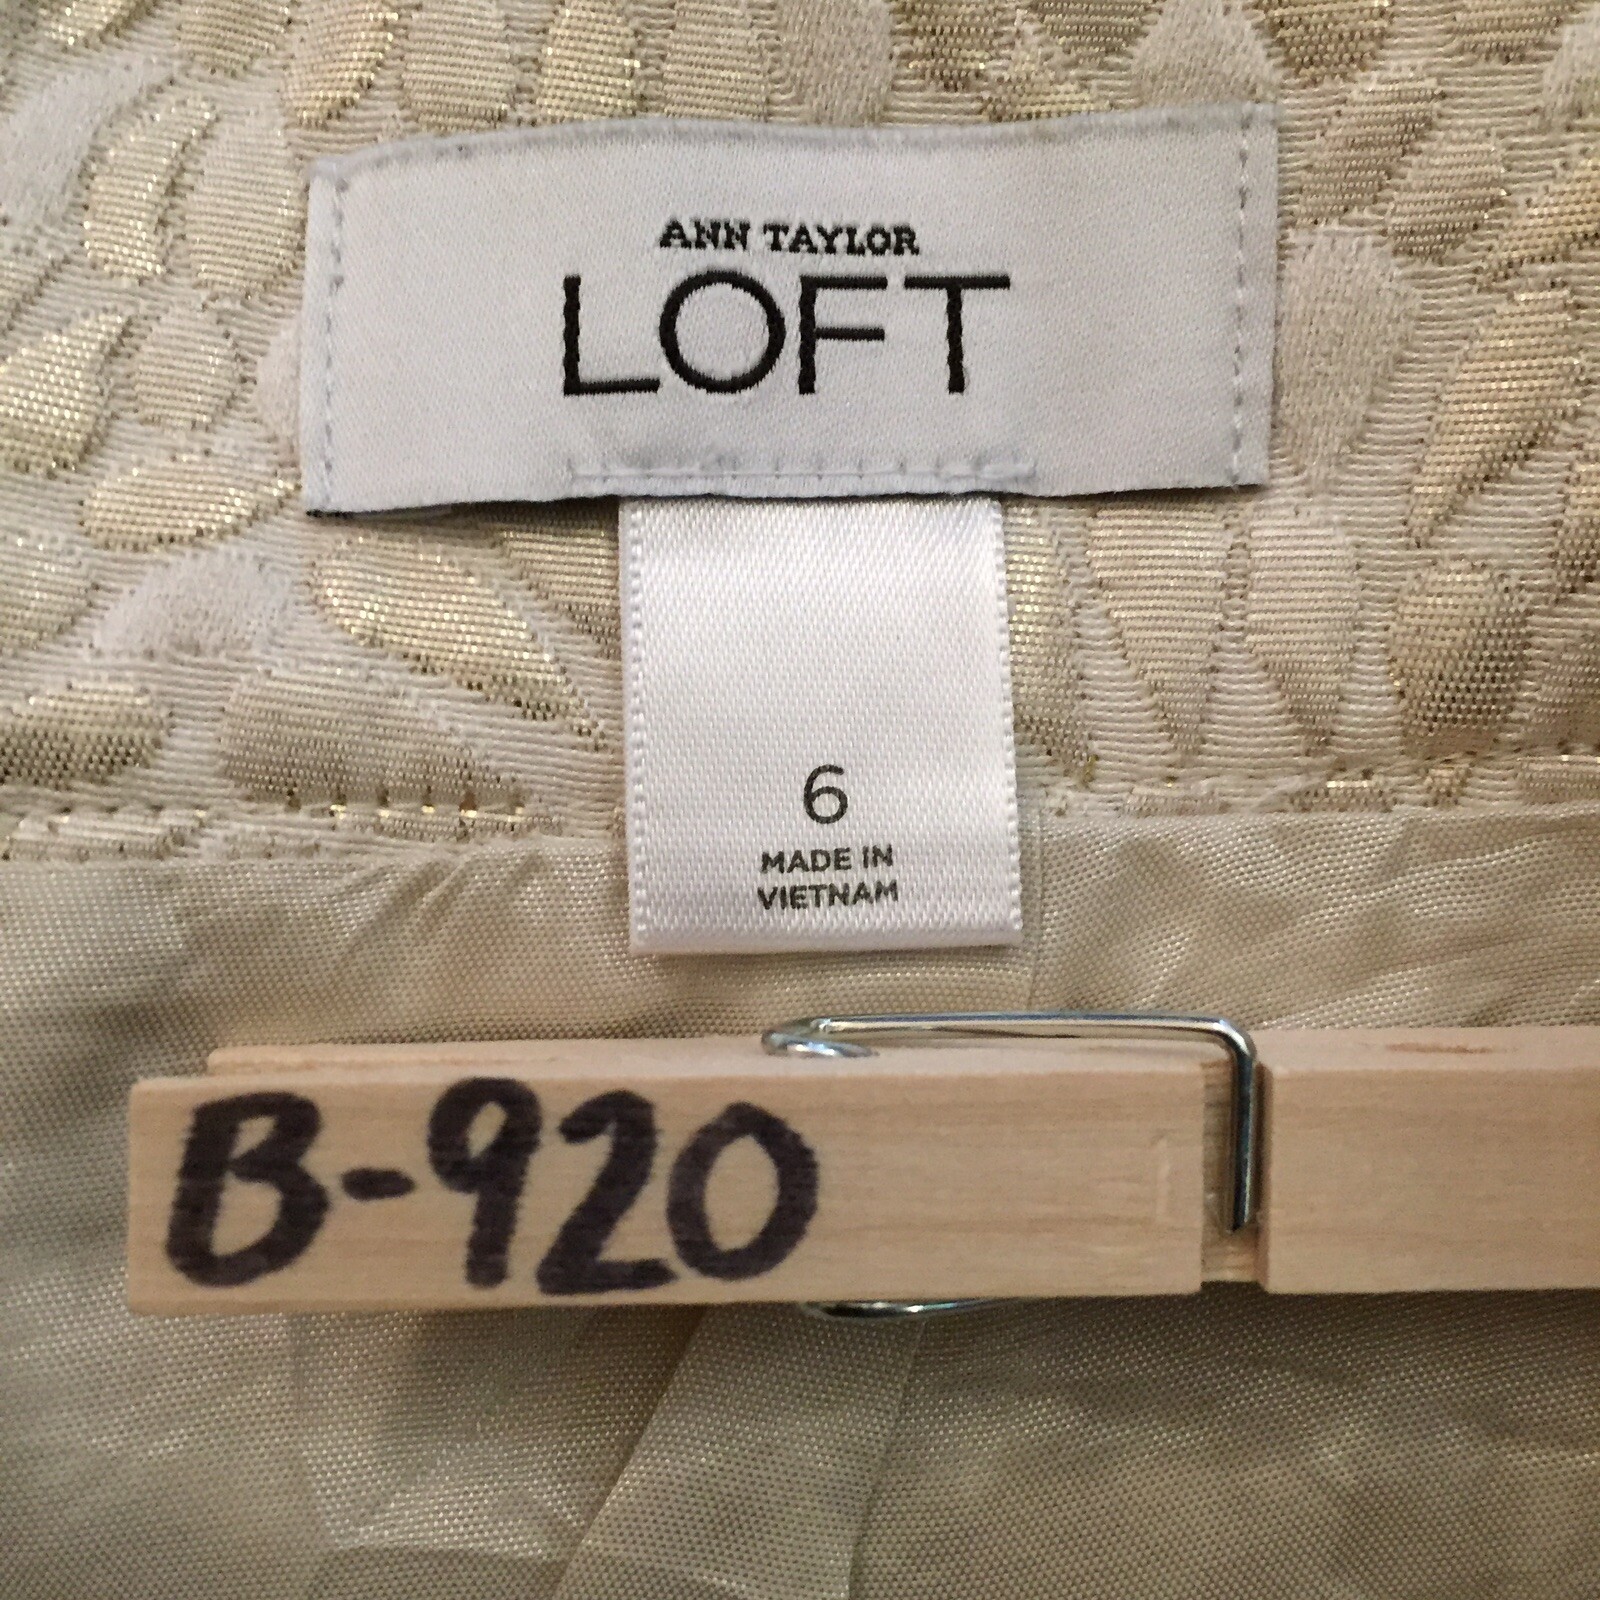 ANN TAYLOR
LOFT
6
MADE IN
VIETNAM
B-920